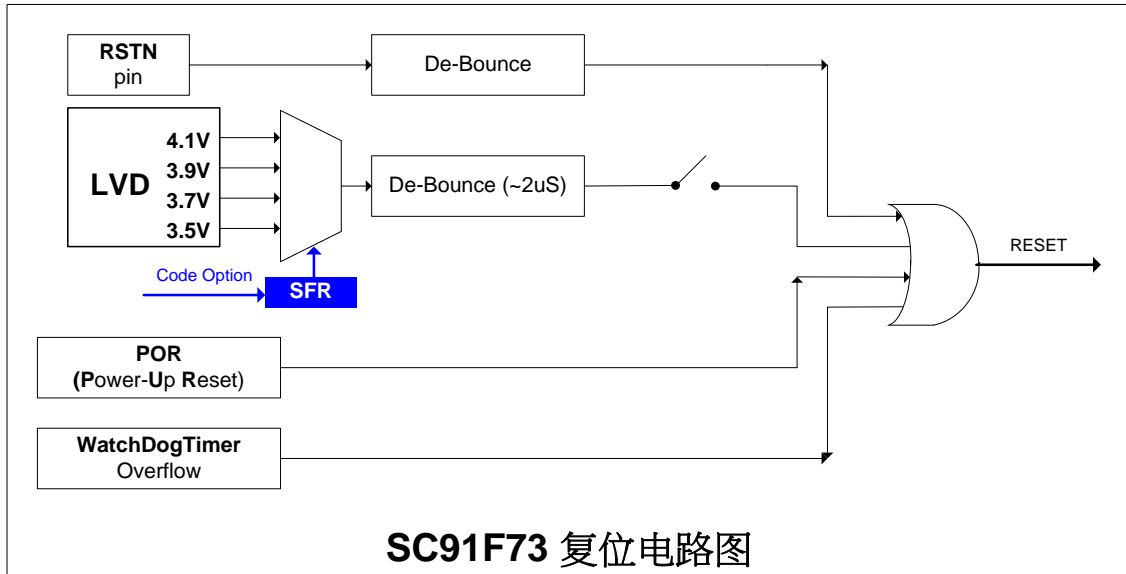 RSTN
pin
De-Bounce
4.1V
3.9V
LVD
3.7V
3.5V
De-Bounce (~2uS)
RESET
Code Option
SFR
POR
(Power-Up Reset)
WatchDogTimer
Overflow
SC91F73 复位电路图